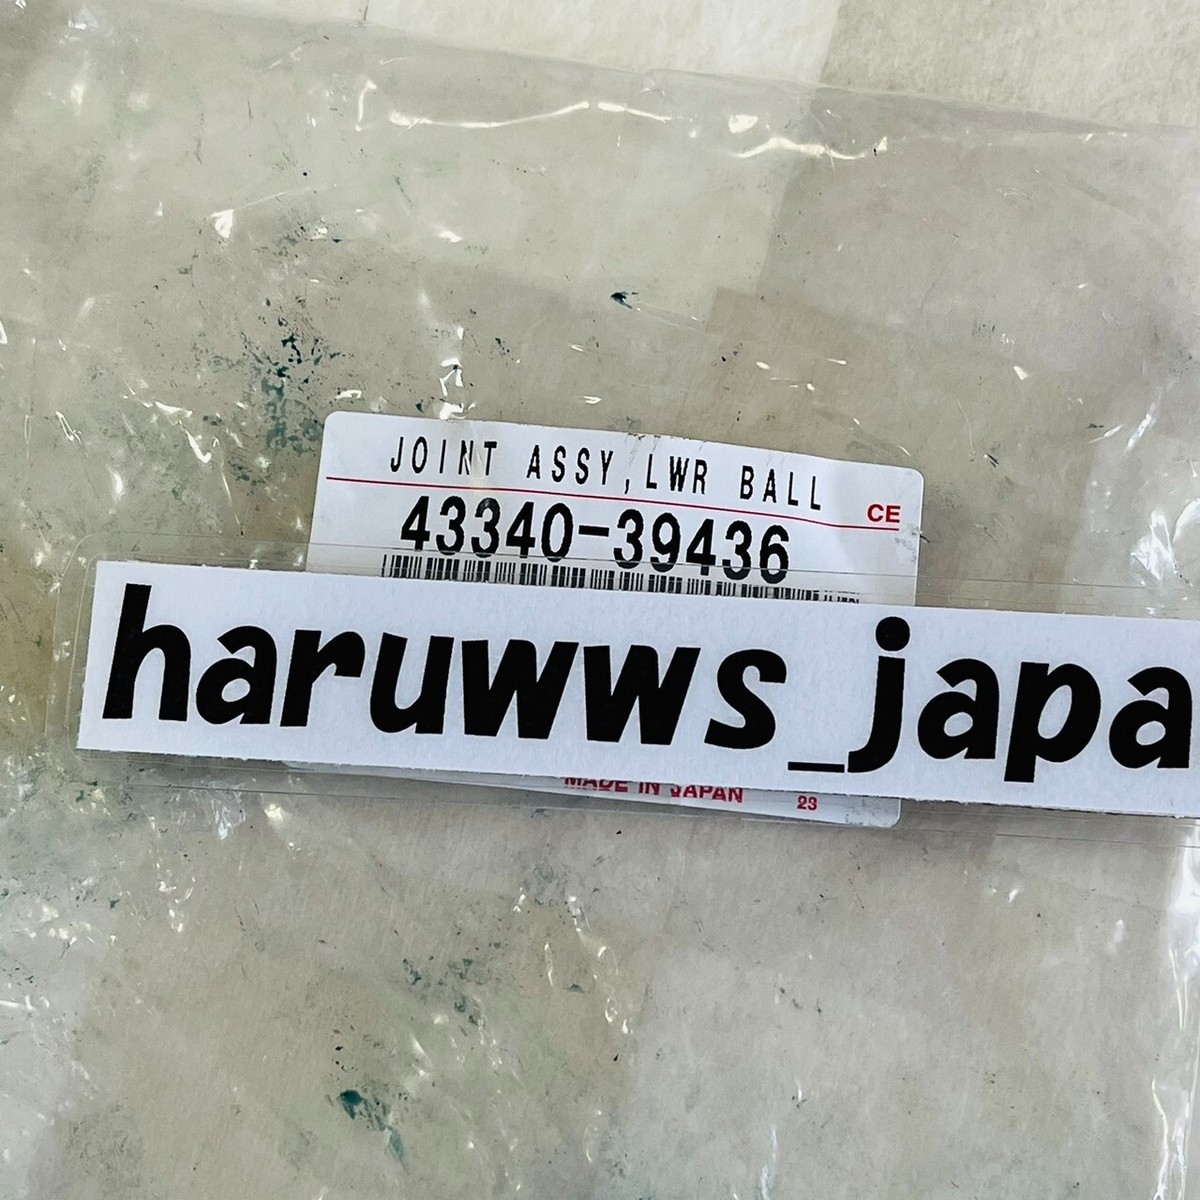 JOINT ASSY,LWR BALL
CE
43340-39436
haruwws_japa
MADE IN JAPAN 23